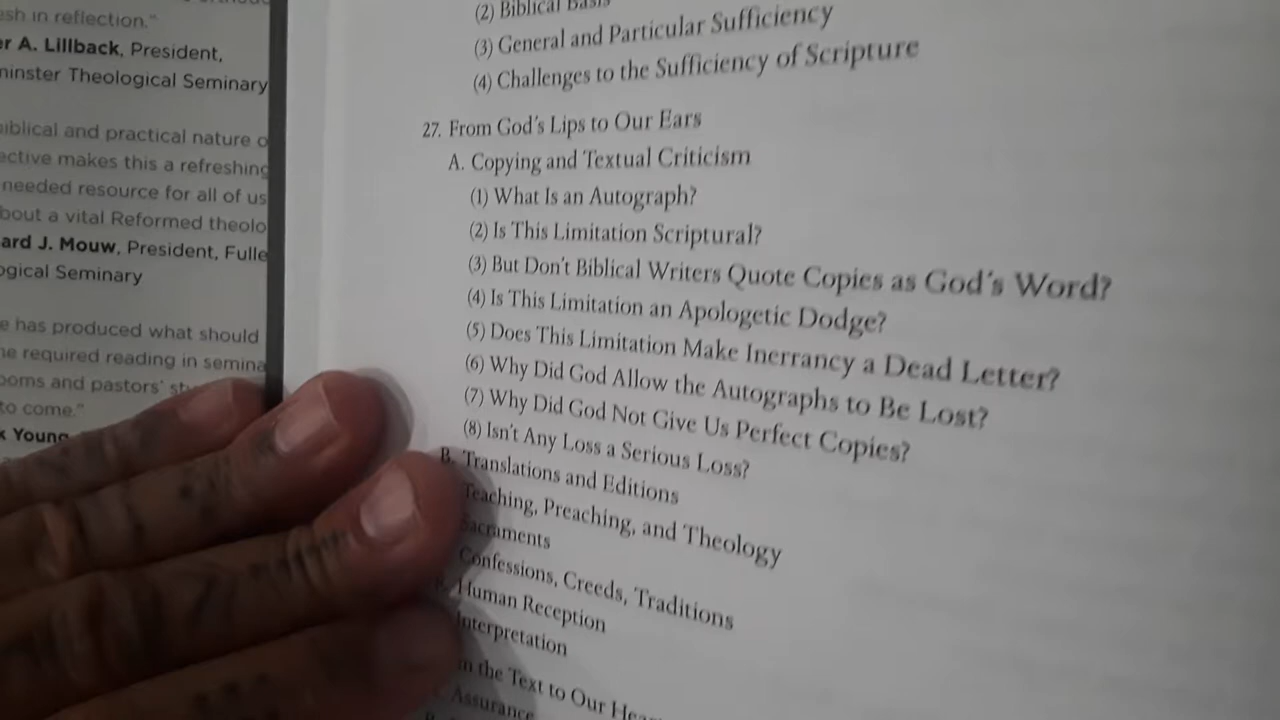 esh in reflection."
er A. Lillback, President,
minster Theological Seminary
biblical and practical nature o
ective makes this a refreshing
needed resource for all of us
bout a vital Reformed theolo
ard J. Mouw, President, Fulle
ogical Seminary
e has produced what should
ne required reading in semina
ooms and pastors'
to come."
k Young
(2) Biblical Basis
(3) General and Particular Sufficiency
(4) Challenges to the Sufficiency of Scripture
27. From God's Lips to Our Ears
A. Copying and Textual Criticism
(1) What Is an Autograph?
(2) Is This Limitation Scriptural?
(3) But Don't Biblical Writers Quote Copies as God's Word?
(4) Is This Limitation an Apologetic Dodge?
(5) Does This Limitation Make Inerrancy a Dead Letter?
(6) Why Did God Allow the Autographs to Be Lost?
(7) Why Did God Not Give Us Perfect Copies?
(8) Isn't Any Loss a Serious Loss?
B. Translations and Editions
Teaching, Preaching, and Theology
Sacraments
Confessions, Creeds, Traditions
Human Reception
Interpretation
m the Text to Our Hea
Assurance